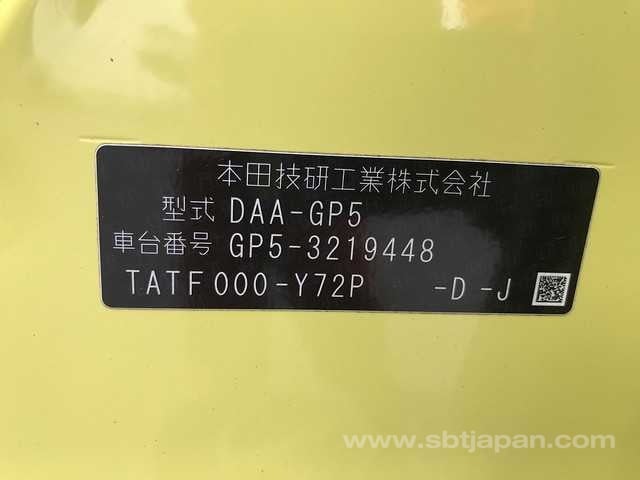 本田技研工業株式会社
型式 DAA-GP5
車台番号 GP5-3219448
TATF000-Y72P -D -J
www.sbtjapan.com